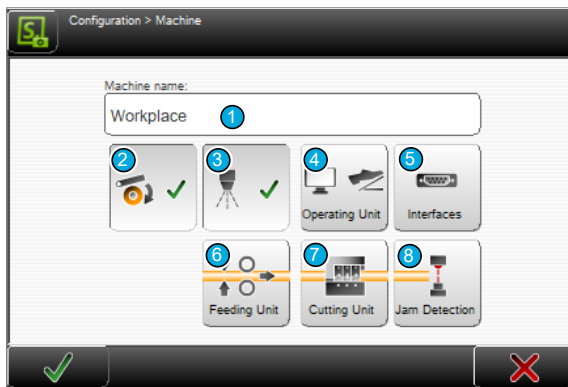 Configuration > Machine
Machine name:
Workplace 1
2 3 4 5
Operating Unit Interfaces
6 7 8
Feeding Unit Cutting Unit Jam Detection